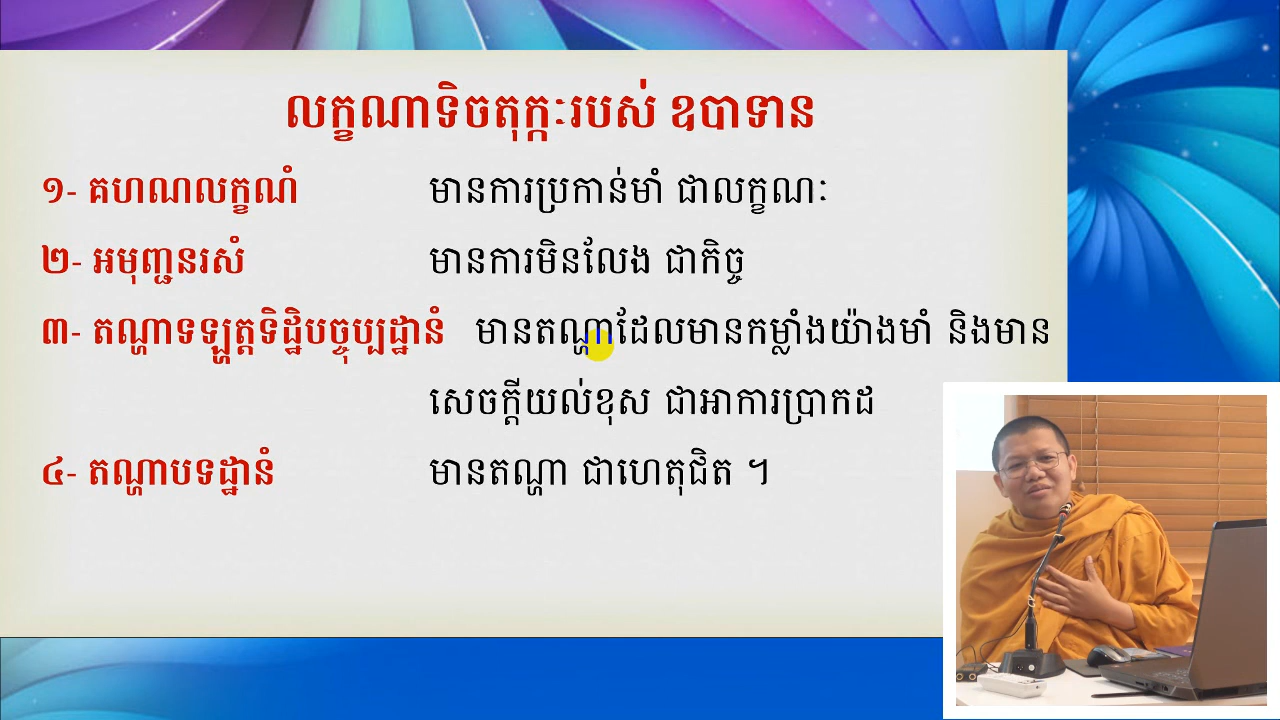 លក្ខណាទិចតុក្កៈរបស់ ឧបាទាន
១- គហណលក្ខណំ មានការប្រកាន់មាំ ជាលក្ខណៈ
២- អមុញ្ជនរសំ មានការមិនលែង ជាកិច្ច
៣- តណ្ហាទឡ្ហត្តទិដ្ឋិបច្ចុប្បដ្ឋានំ មានតណ្ហាដែលមានកម្លាំងយ៉ាងមាំ និងមាន
សេចក្តីយល់ខុស ជាអាការប្រាកដ
៤- តណ្ហាបទដ្ឋានំ មានតណ្ហា ជាហេតុជិត ។